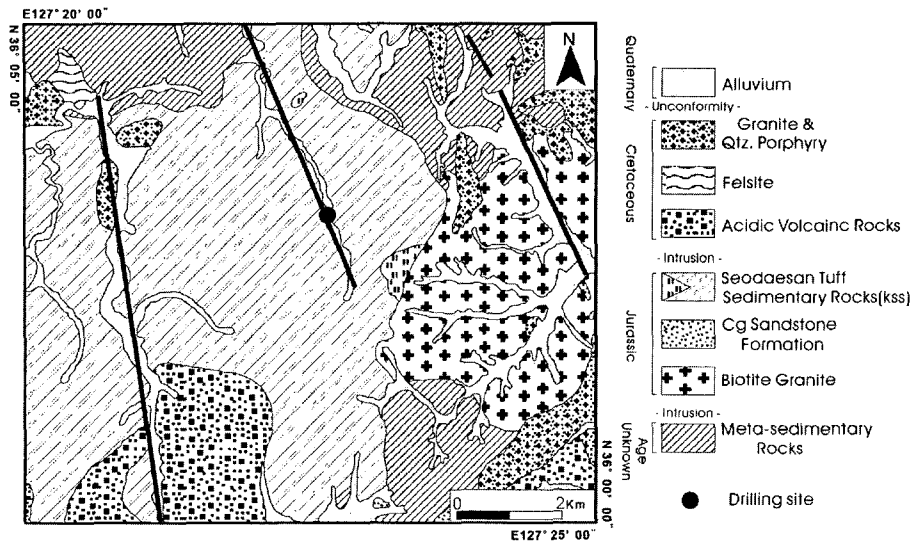 E127° 20' 00"
N 36° 05' 00"
N
Quaternary
Alluvium
- Unconformity -
Cretaceous
Granite &
Qtz. Porphyry
Felsite
Acidic Volcainc Rocks
- Intrusion -
Jurassic
Seodaesan Tuff
Sedimentary Rocks(kss)
Cg Sandstone
Formation
Biotite Granite
- Intrusion -
Age
Unknown
Meta-sedimentary
Rocks
Drilling site
0 2Km
N 36° 00' 00"
E127° 25' 00"